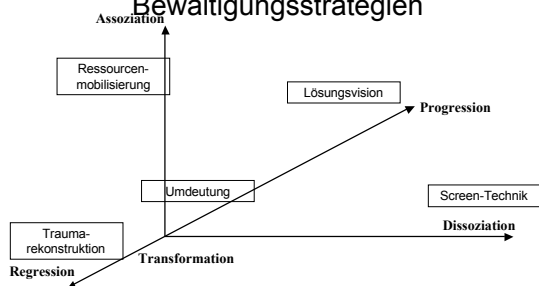 Bewältigungsstrategien
Assoziation
Ressourcen-
mobilisierung
Lösungsvision
Progression
Umdeutung
Screen-Technik
Trauma-
rekonstruktion
Dissoziation
Transformation
Regression